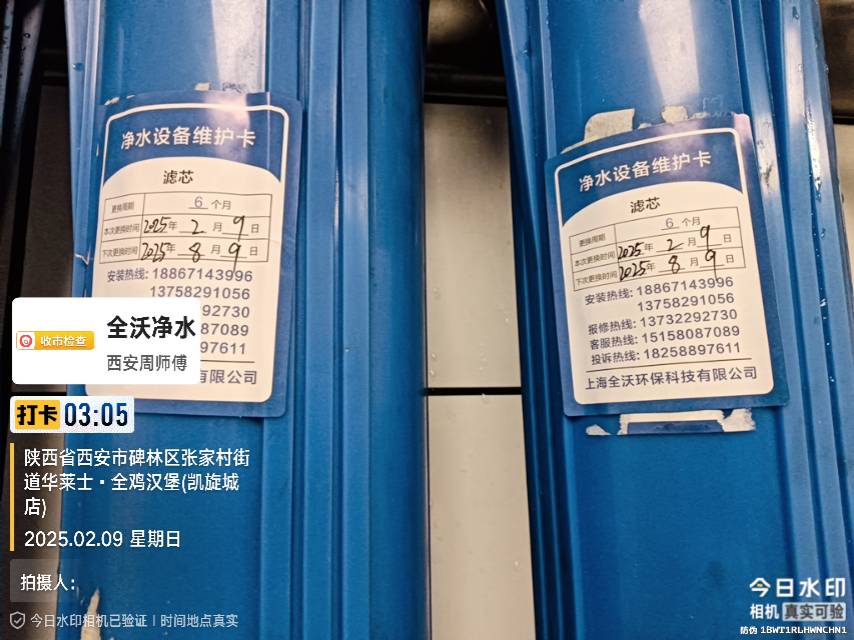 净水设备维护卡
滤芯
更换周期 6 个月
本次更换时间 2025年 2 月 9 日
下次更换时间 2025年 8 月 9 日
安装热线: 18867143996
13758291056
92730
87089
97611
有限公司
净水设备维护卡
滤芯
更换周期 6 个月
本次更换时间 2025年 2 月 9 日
下次更换时间 2025年 8 月 9 日
安装热线: 18867143996
13758291056
报修热线: 13732292730
客服热线: 15158087089
投诉热线: 18258897611
上海全沃环保科技有限公司
收市检查
全沃净水
西安周师傅
打卡 03:05
陕西省西安市碑林区张家村街
道华莱士·全鸡汉堡(凯旋城
店)
2025.02.09 星期日
拍摄人:
今日水印相机已验证 | 时间地点真实
今日水印
相机 真实可验
防伪 1BWT1RLHWNCHN1